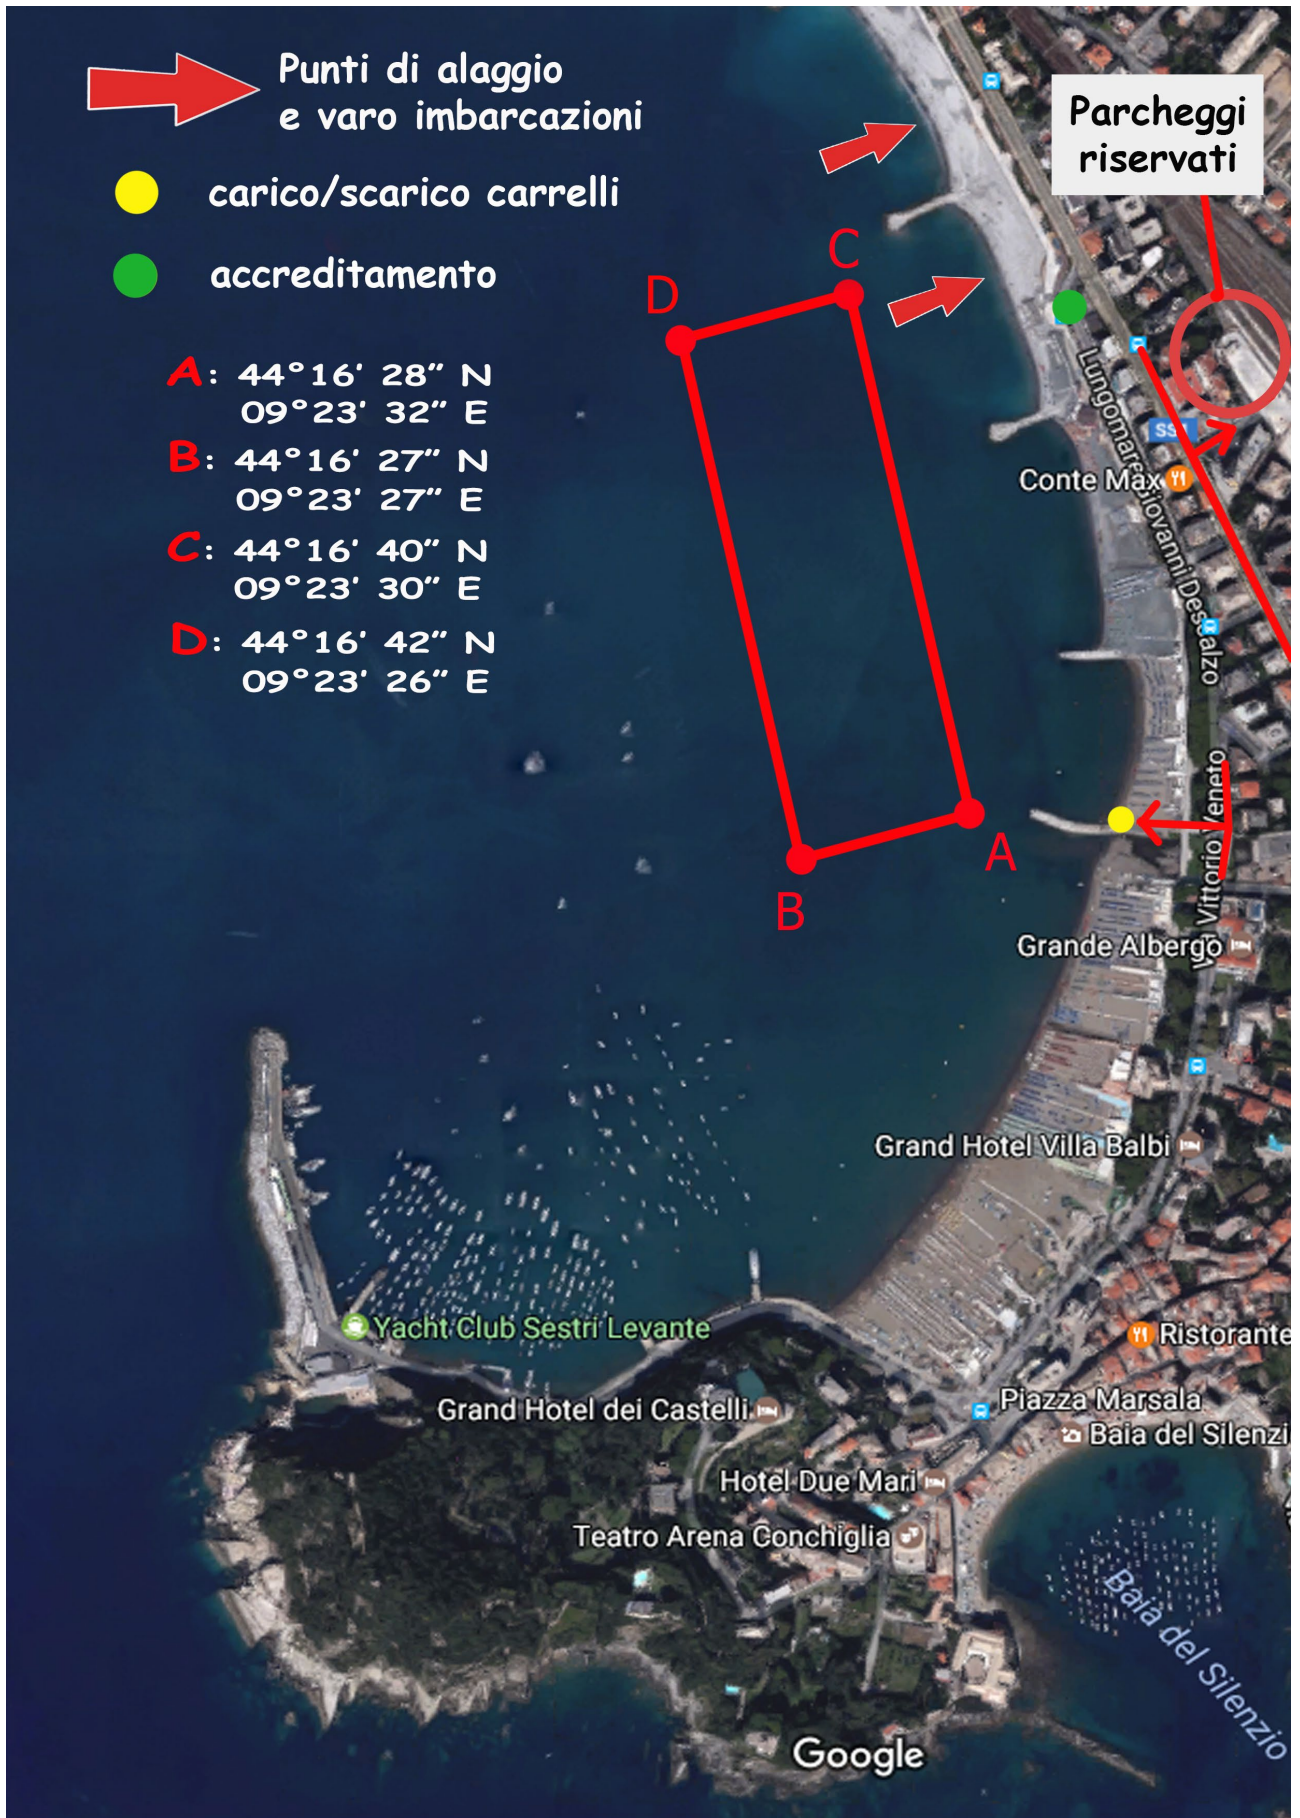 Punti di alaggio
e varo imbarcazioni
carico/scarico carrelli
accreditamento
Parcheggi
riservati
C
D
A: 44°16' 28" N
09°23' 32" E
B: 44°16' 27" N
09°23' 27" E
C: 44°16' 40" N
09°23' 30" E
D: 44°16' 42" N
09°23' 26" E
Lungomare Giovanni Descalzo
SS1
Conte Max
A
B
Vittorio Veneto
Grande Albergo
Grand Hotel Villa Balbi
Yacht Club Sestri Levante
Ristorante
Grand Hotel dei Castelli
Piazza Marsala
Baia del Silenzi
Hotel Due Mari
Teatro Arena Conchiglia
Baia del Silenzio
Google